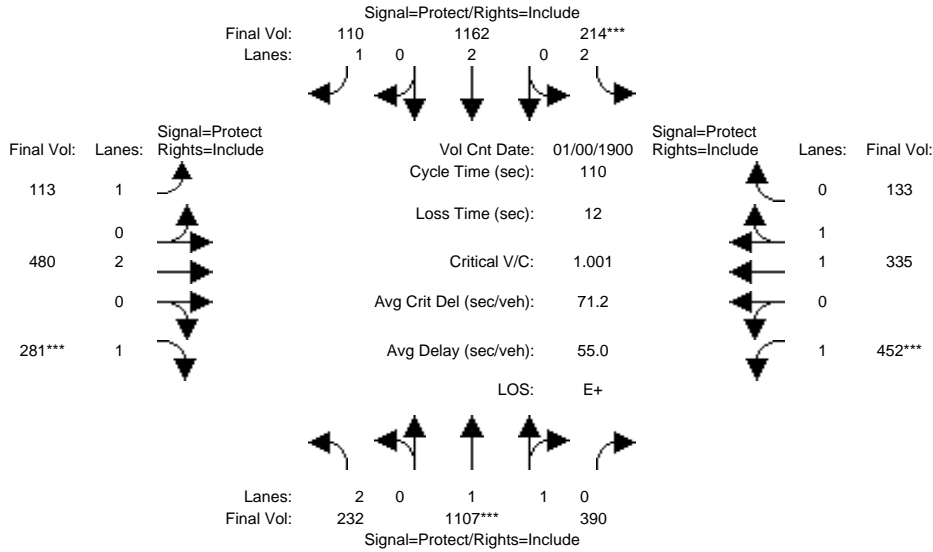 Signal=Protect/Rights=Include
Final Vol: 110 1162 214***
Lanes: 1 0 2 0 2
Signal=Protect Signal=Protect
Final Vol: Lanes: Rights=Include Vol Cnt Date: 01/00/1900 Rights=Include Lanes: Final Vol:
Cycle Time (sec): 110
113 1 0 133
Loss Time (sec): 12
0 1
480 2 Critical V/C: 1.001 1 335
0 Avg Crit Del (sec/veh): 71.2 0
281*** 1 Avg Delay (sec/veh): 55.0 1 452***
LOS: E+
Lanes: 2 0 1 1 0
Final Vol: 232 1107*** 390
Signal=Protect/Rights=Include